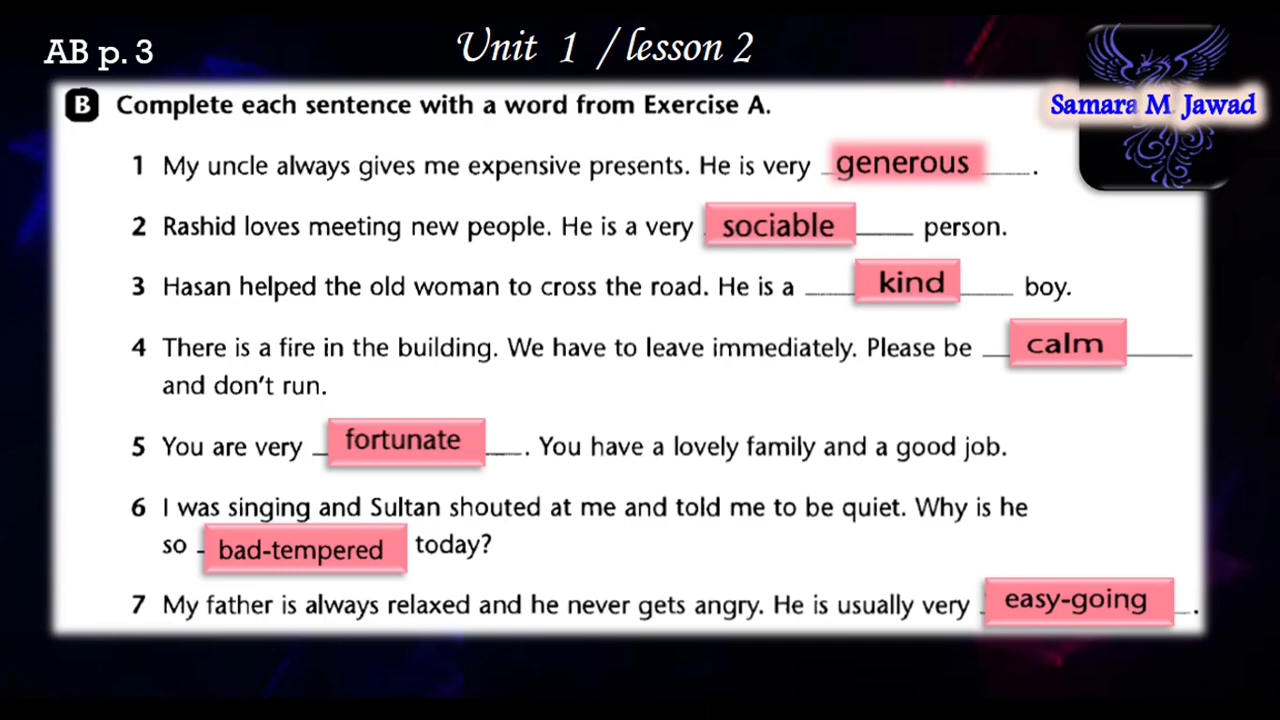 AB p. 3
Unit 1 / lesson 2
Samara M. Jawad
B Complete each sentence with a word from Exercise A.
1 My uncle always gives me expensive presents. He is very generous.
2 Rashid loves meeting new people. He is a very sociable person.
3 Hasan helped the old woman to cross the road. He is a kind boy.
4 There is a fire in the building. We have to leave immediately. Please be calm
and don't run.
5 You are very fortunate. You have a lovely family and a good job.
6 I was singing and Sultan shouted at me and told me to be quiet. Why is he
so bad-tempered today?
7 My father is always relaxed and he never gets angry. He is usually very easy-going.